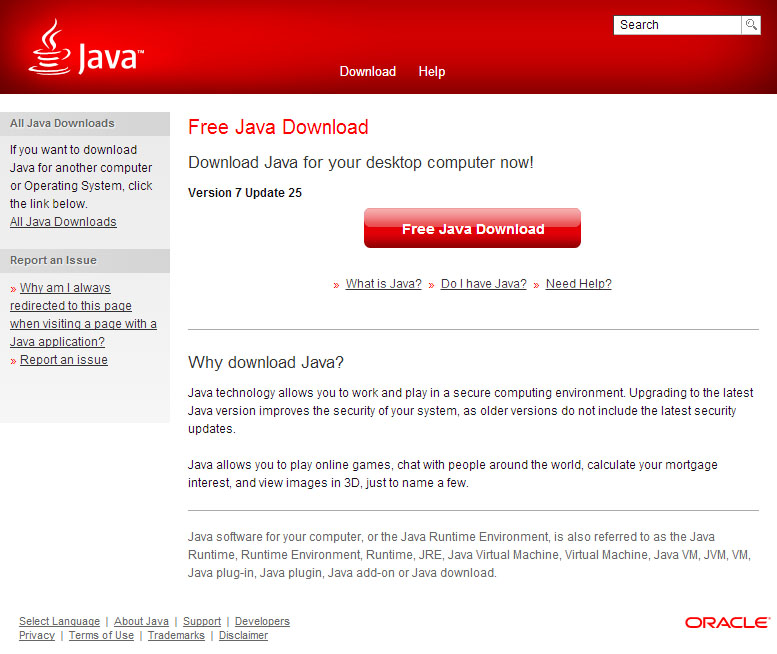 Java™
Search
Download Help
All Java Downloads
If you want to download
Java for another computer
or Operating System, click
the link below.
All Java Downloads
Report an Issue
» Why am I always
redirected to this page
when visiting a page with a
Java application?
» Report an issue
Free Java Download
Download Java for your desktop computer now!
Version 7 Update 25
Free Java Download
» What is Java? » Do I have Java? » Need Help?
Why download Java?
Java technology allows you to work and play in a secure computing environment. Upgrading to the latest
Java version improves the security of your system, as older versions do not include the latest security
updates.
Java allows you to play online games, chat with people around the world, calculate your mortgage
interest, and view images in 3D, just to name a few.
Java software for your computer, or the Java Runtime Environment, is also referred to as the Java
Runtime, Runtime Environment, Runtime, JRE, Java Virtual Machine, Virtual Machine, Java VM, JVM, VM,
Java plug-in, Java plugin, Java add-on or Java download.
Select Language | About Java | Support | Developers
Privacy | Terms of Use | Trademarks | Disclaimer
ORACLE